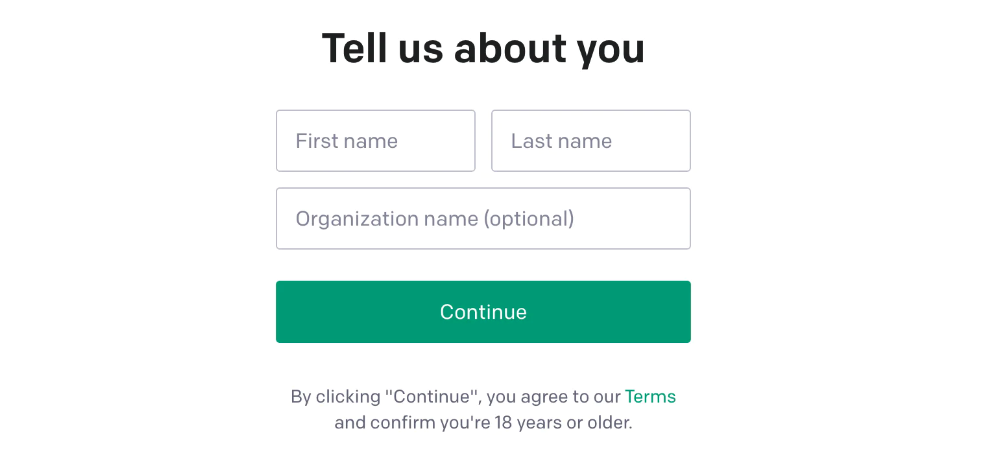 Tell us about you
First name
Last name
Organization name (optional)
Continue
By clicking "Continue", you agree to our Terms
and confirm you're 18 years or older.